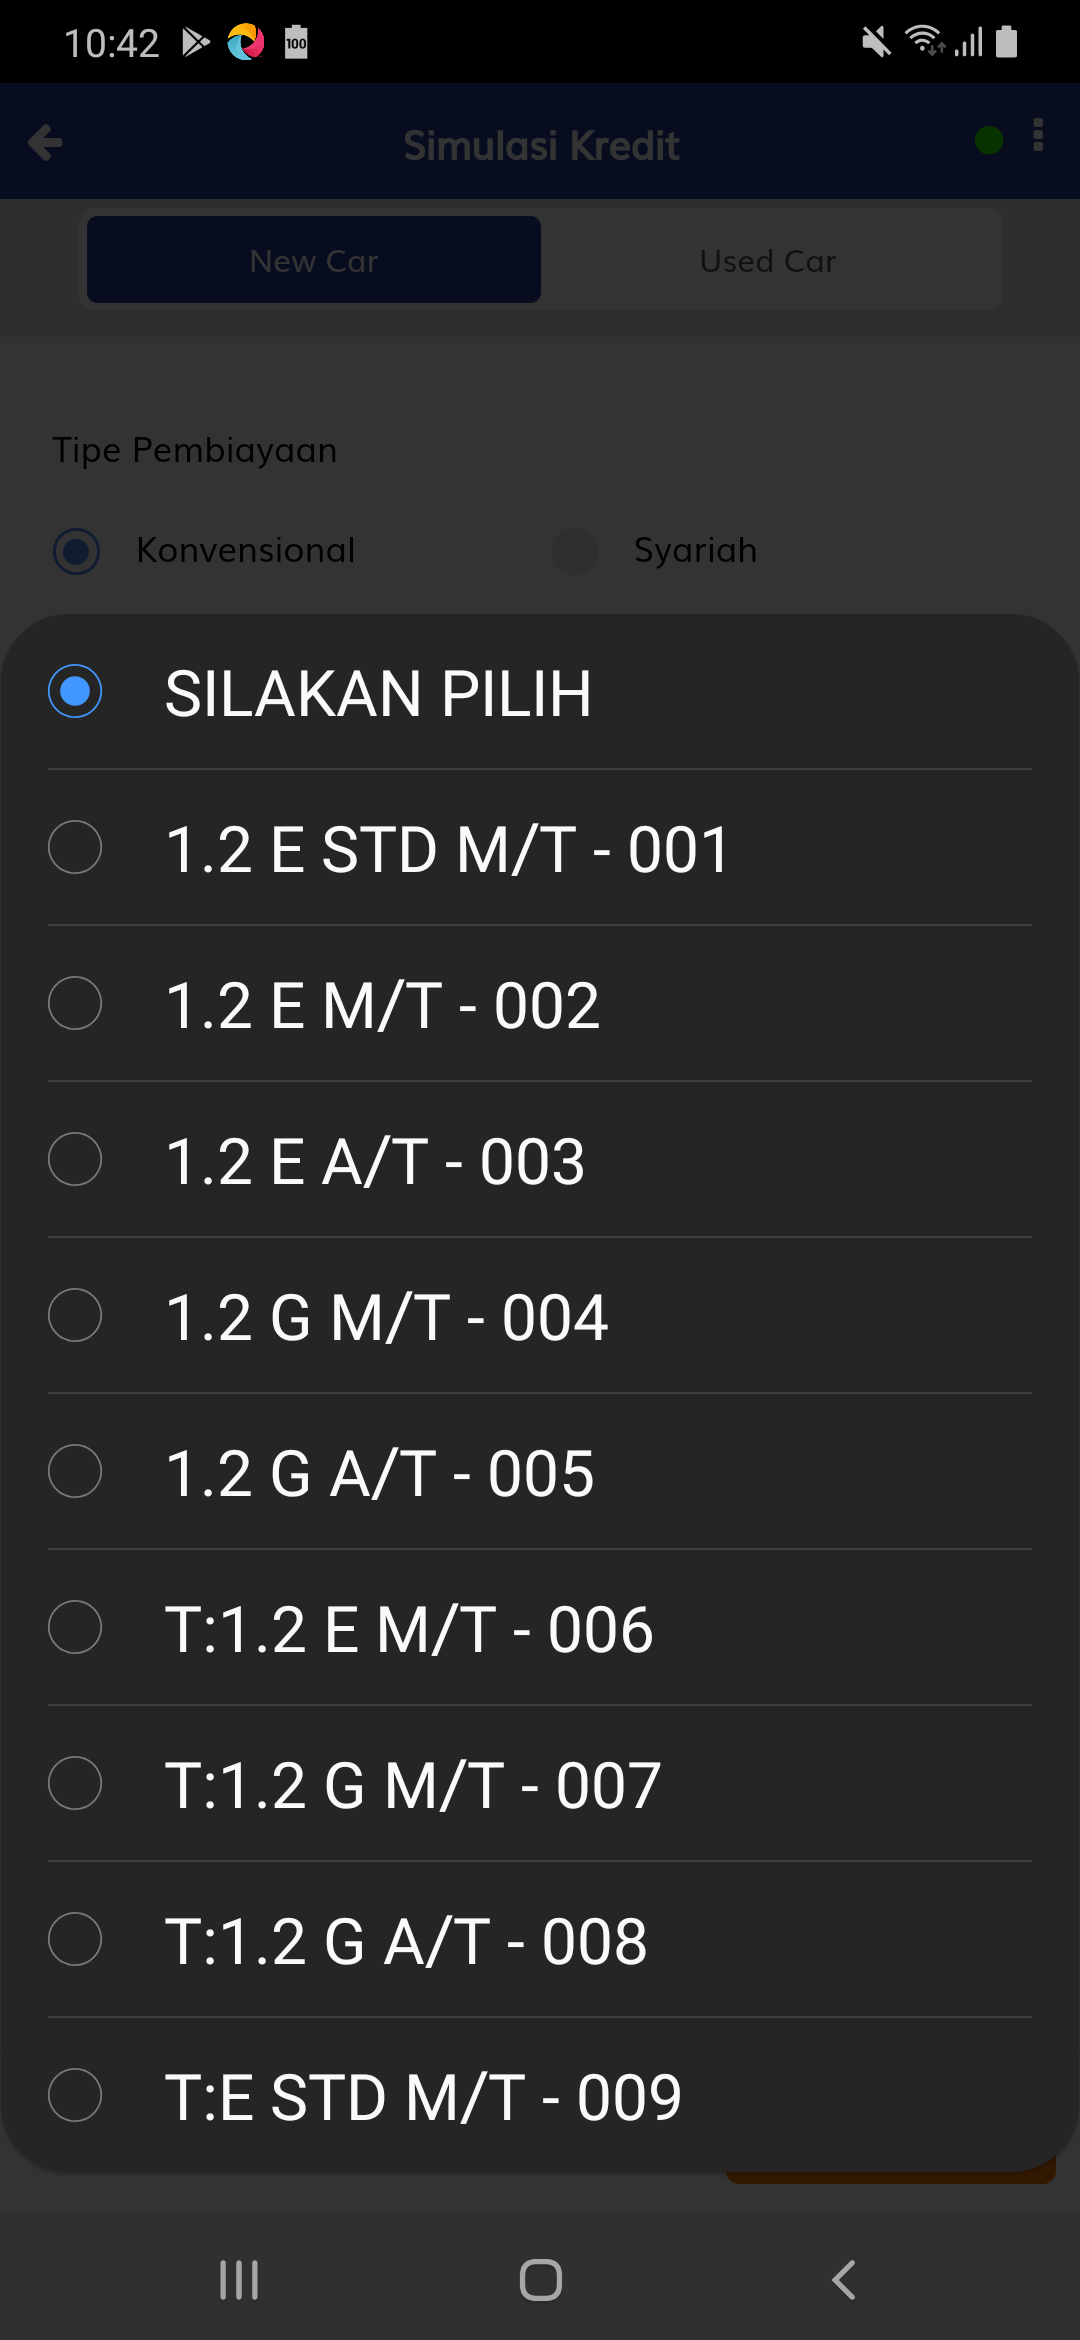 10:42
100
Simulasi Kredit
New Car
Used Car
Tipe Pembiayaan
Konvensional
Syariah
SILAKAN PILIH
1.2 E STD M/T - 001
1.2 E M/T - 002
1.2 E A/T - 003
1.2 G M/T - 004
1.2 G A/T - 005
T:1.2 E M/T - 006
T:1.2 G M/T - 007
T:1.2 G A/T - 008
T:E STD M/T - 009